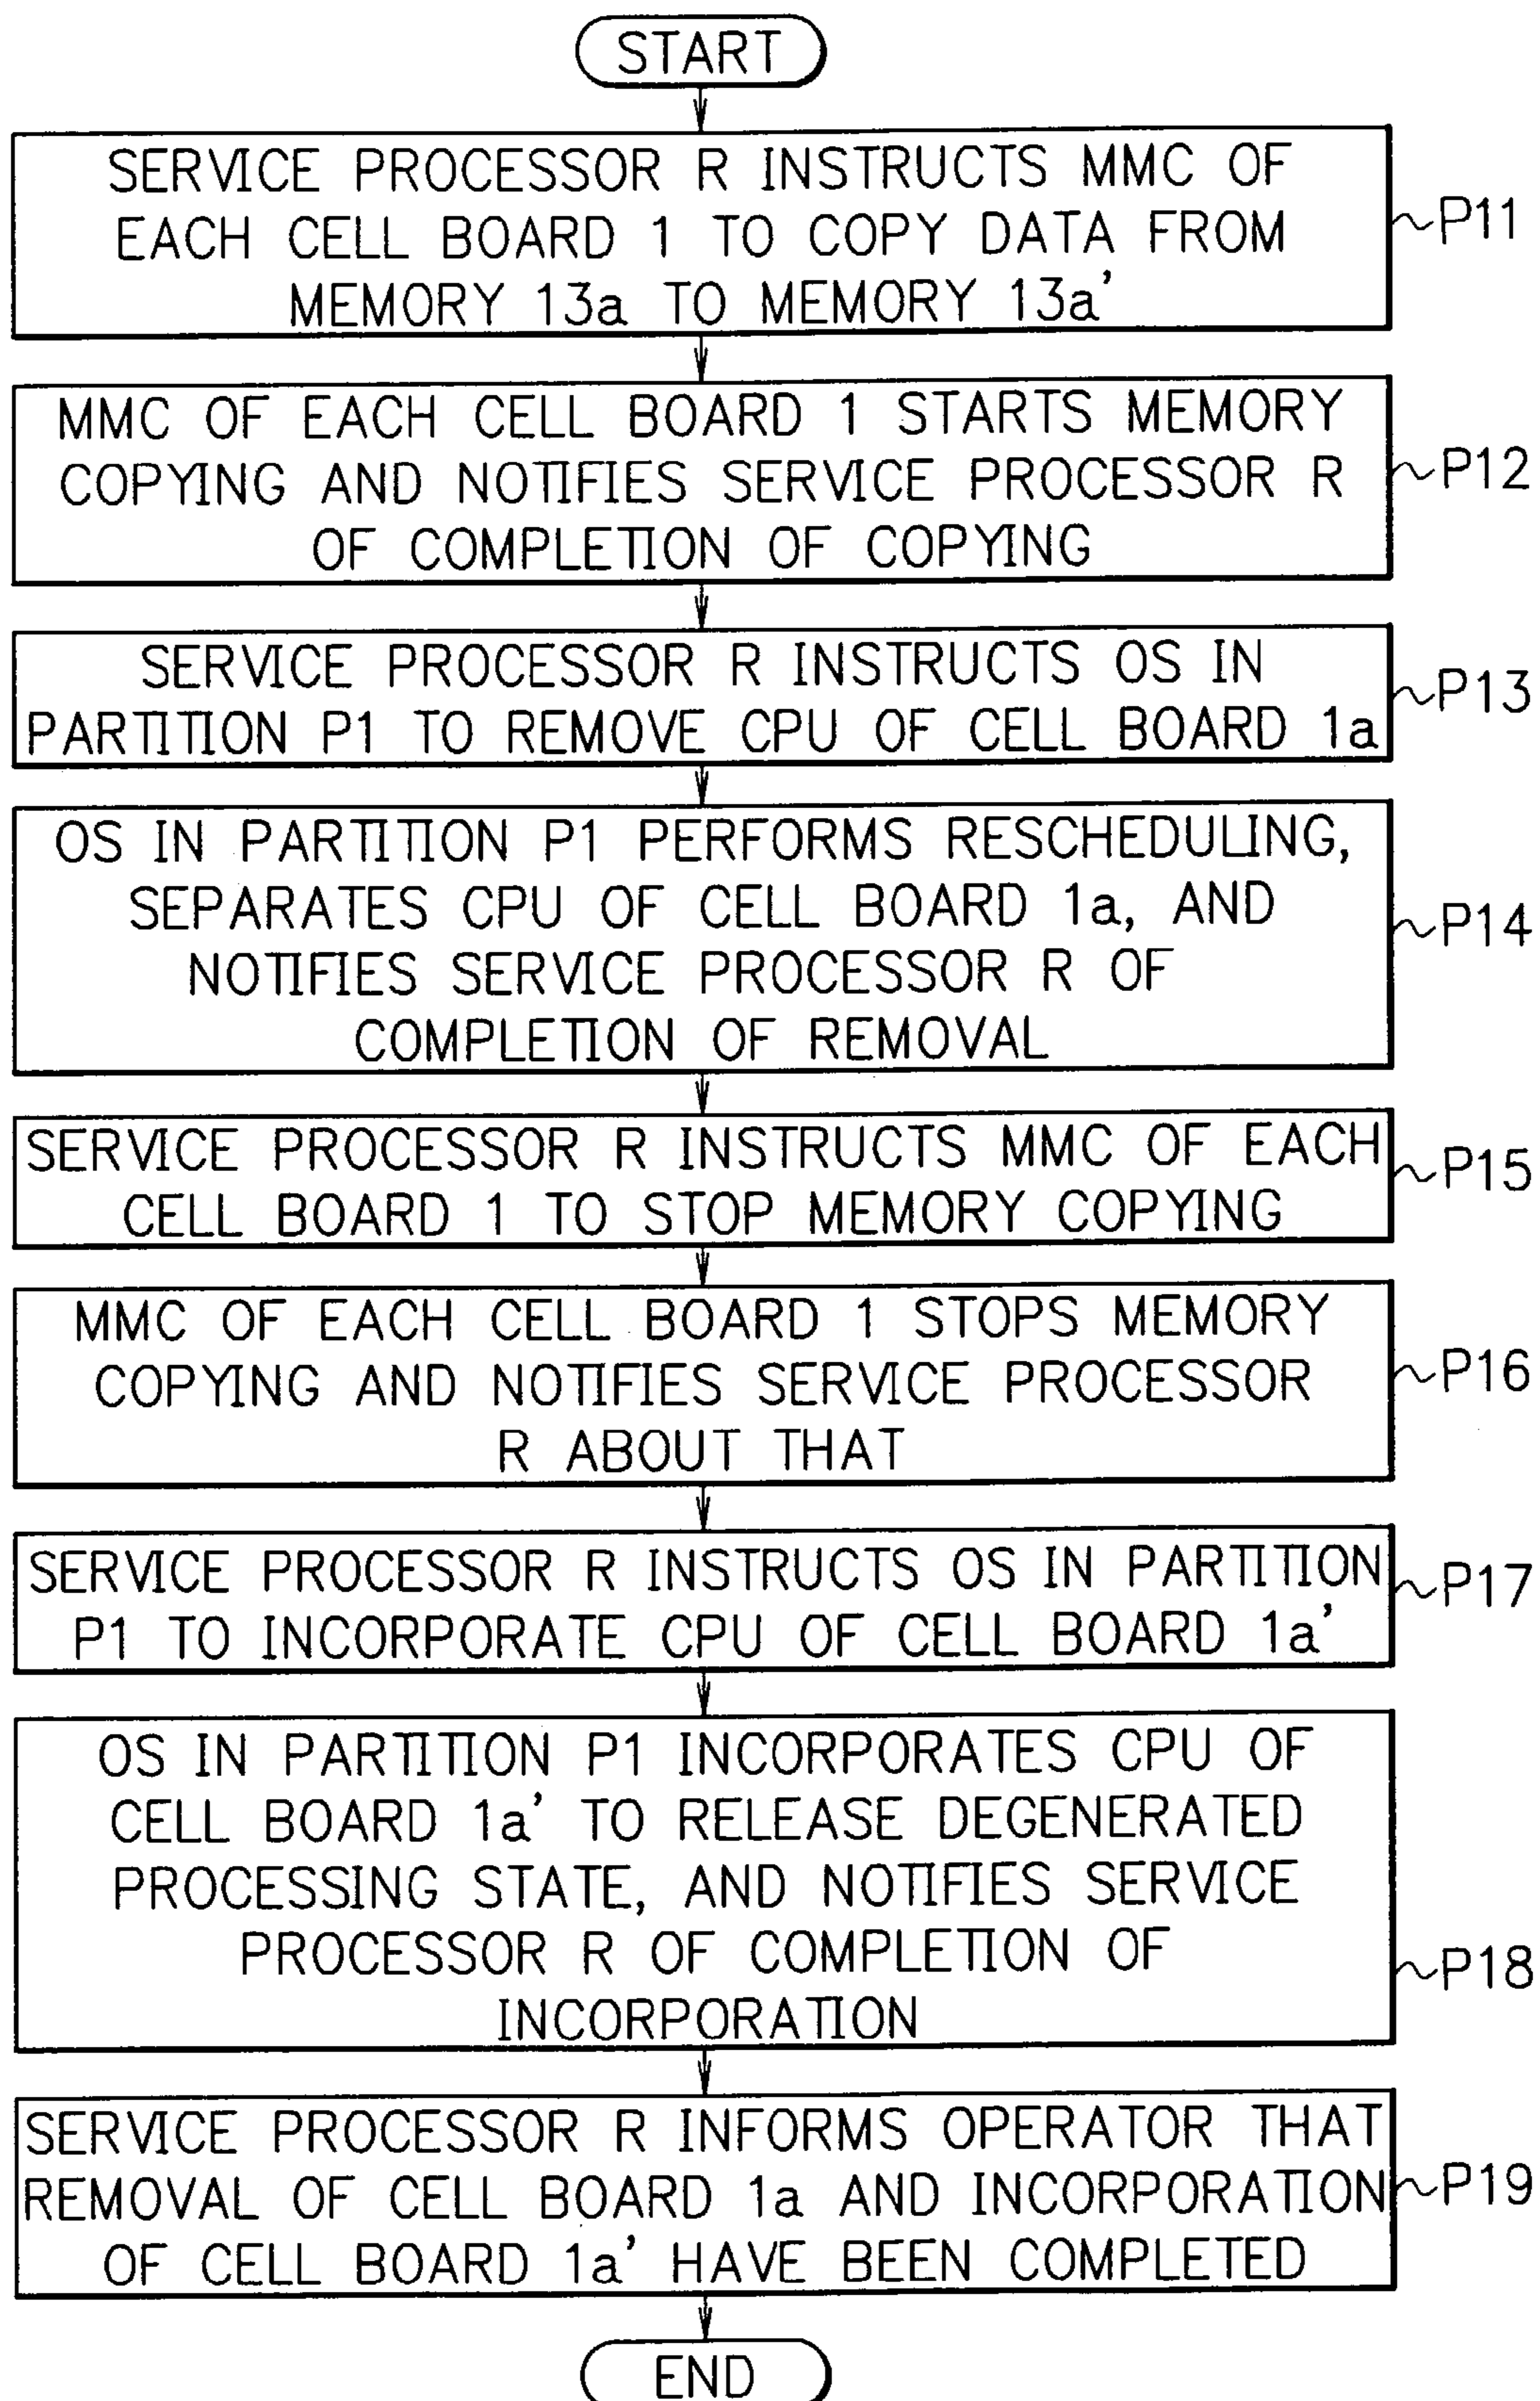 START
SERVICE PROCESSOR R INSTRUCTS MMC OF
EACH CELL BOARD 1 TO COPY DATA FROM
MEMORY 13a TO MEMORY 13a'
P11
MMC OF EACH CELL BOARD 1 STARTS MEMORY
COPYING AND NOTIFIES SERVICE PROCESSOR R
OF COMPLETION OF COPYING
P12
SERVICE PROCESSOR R INSTRUCTS OS IN
PARTITION P1 TO REMOVE CPU OF CELL BOARD 1a
P13
OS IN PARTITION P1 PERFORMS RESCHEDULING,
SEPARATES CPU OF CELL BOARD 1a, AND
NOTIFIES SERVICE PROCESSOR R OF
COMPLETION OF REMOVAL
P14
SERVICE PROCESSOR R INSTRUCTS MMC OF EACH
CELL BOARD 1 TO STOP MEMORY COPYING
P15
MMC OF EACH CELL BOARD 1 STOPS MEMORY
COPYING AND NOTIFIES SERVICE PROCESSOR
R ABOUT THAT
P16
SERVICE PROCESSOR R INSTRUCTS OS IN PARTITION
P1 TO INCORPORATE CPU OF CELL BOARD 1a'
P17
OS IN PARTITION P1 INCORPORATES CPU OF
CELL BOARD 1a' TO RELEASE DEGENERATED
PROCESSING STATE, AND NOTIFIES SERVICE
PROCESSOR R OF COMPLETION OF
INCORPORATION
P18
SERVICE PROCESSOR R INFORMS OPERATOR THAT
REMOVAL OF CELL BOARD 1a AND INCORPORATION
OF CELL BOARD 1a' HAVE BEEN COMPLETED
P19
END